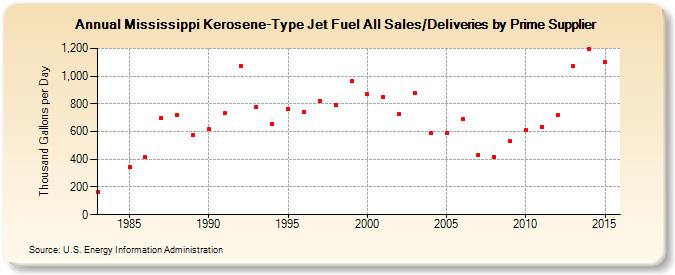 Annual Mississippi Kerosene-Type Jet Fuel All Sales/Deliveries by Prime Supplier
Thousand Gallons per Day
1,200
1,000
800
600
400
200
0
1985 1990 1995 2000 2005 2010 2015
Source: U.S. Energy Information Administration